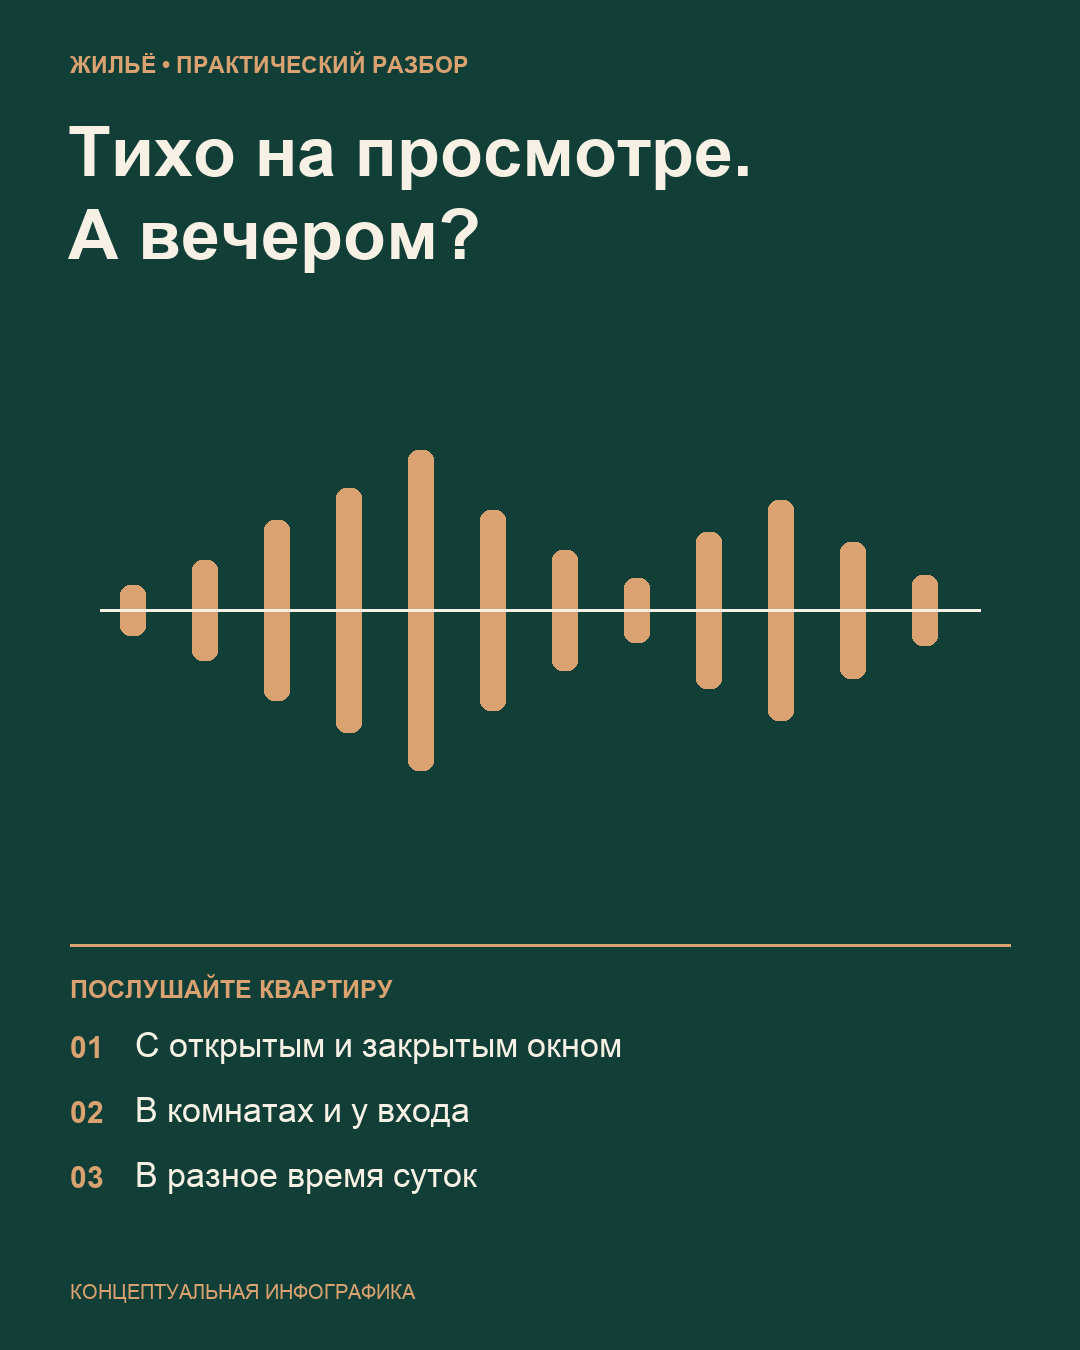 ЖИЛЬЁ • ПРАКТИЧЕСКИЙ РАЗБОР
Тихо на просмотре.
А вечером?
ПОСЛУШАЙТЕ КВАРТИРУ
01 С открытым и закрытым окном
02 В комнатах и у входа
03 В разное время суток
КОНЦЕПТУАЛЬНАЯ ИНФОГРАФИКА